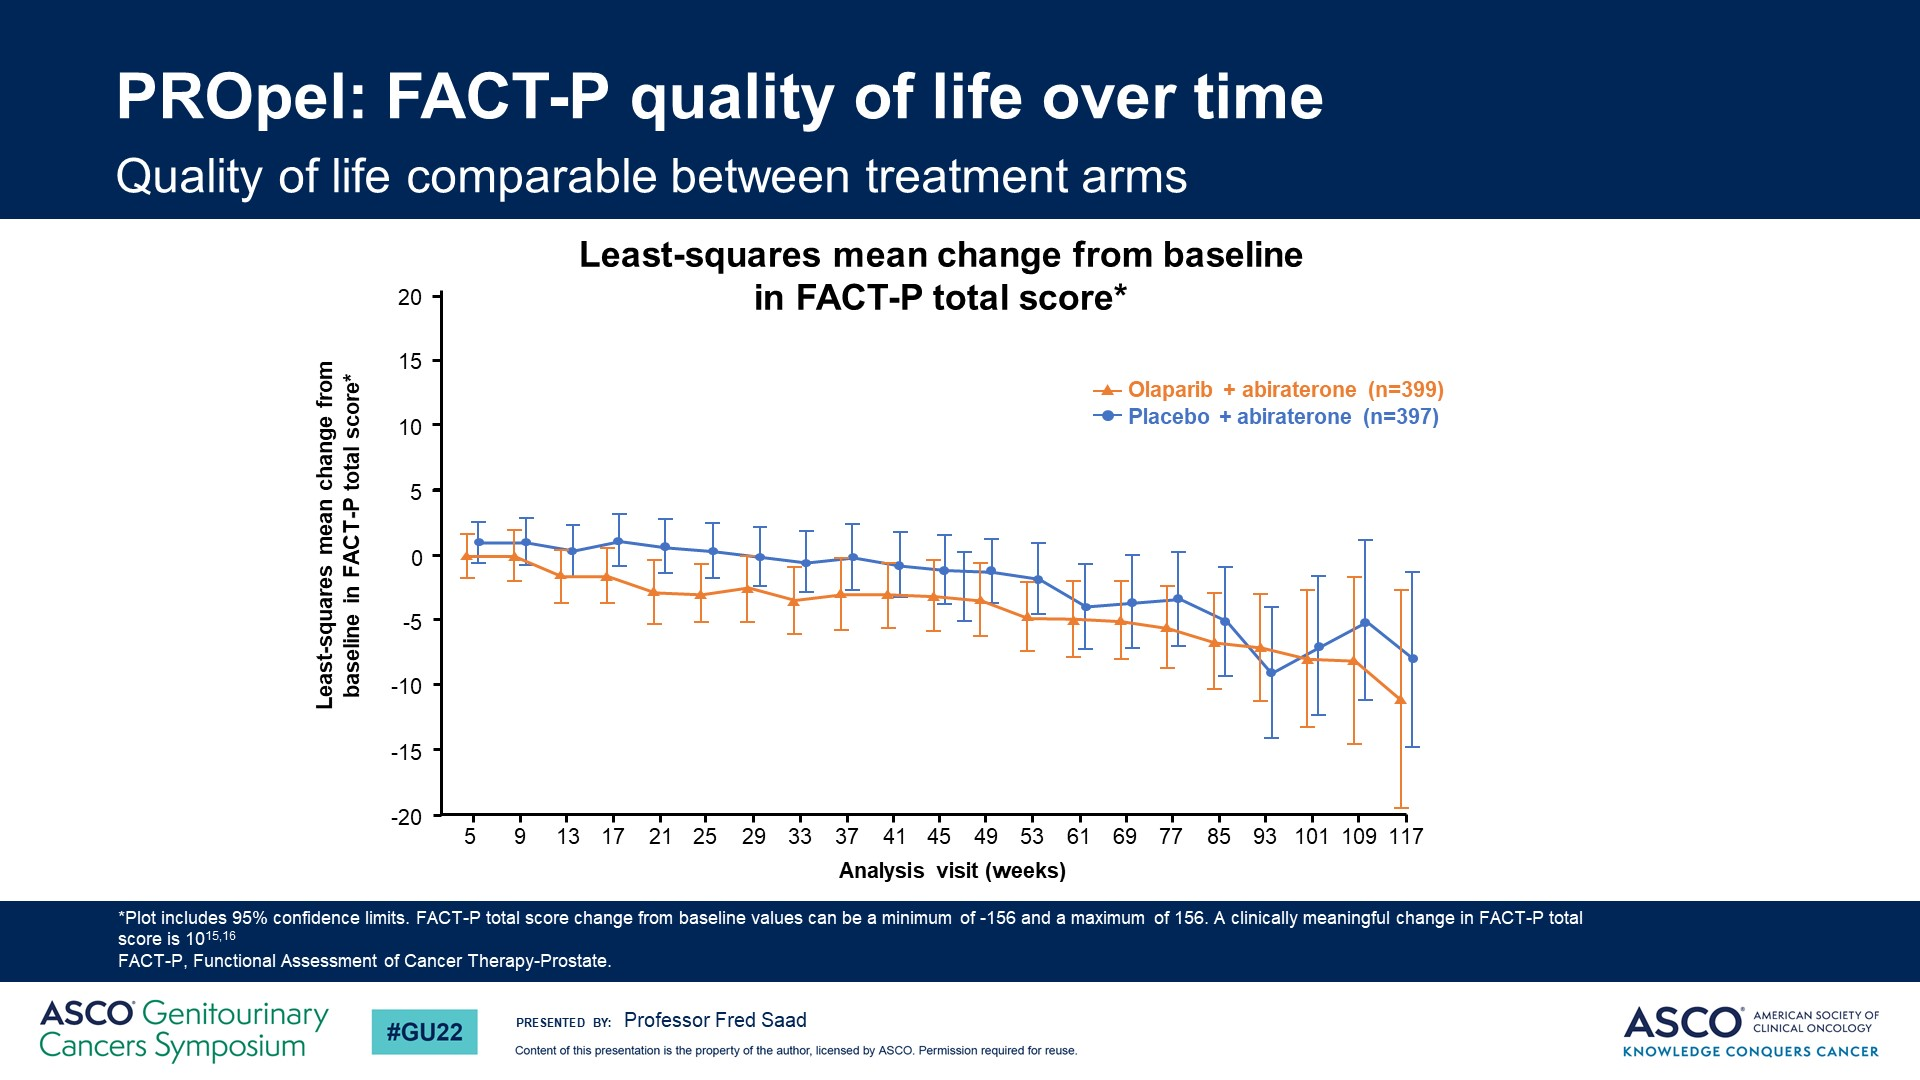 PROpel: FACT-P quality of life over time
Quality of life comparable between treatment arms
Least-squares mean change from baseline
in FACT-P total score*
Least-squares mean change from
baseline in FACT-P total score*
20
15
10
5
0
-5
-10
-15
-20
Olaparib + abiraterone (n=399)
Placebo + abiraterone (n=397)
5 9 13 17 21 25 29 33 37 41 45 49 53 61 69 77 85 93 101 109 117
Analysis visit (weeks)
*Plot includes 95% confidence limits. FACT-P total score change from baseline values can be a minimum of -156 and a maximum of 156. A clinically meaningful change in FACT-P total
score is 10¹⁵,¹⁶
FACT-P, Functional Assessment of Cancer Therapy-Prostate.
ASCO® Genitourinary
Cancers Symposium
#GU22
PRESENTED BY: Professor Fred Saad
Content of this presentation is the property of the author, licensed by ASCO. Permission required for reuse.
ASCO® AMERICAN SOCIETY OF
CLINICAL ONCOLOGY
KNOWLEDGE CONQUERS CANCER